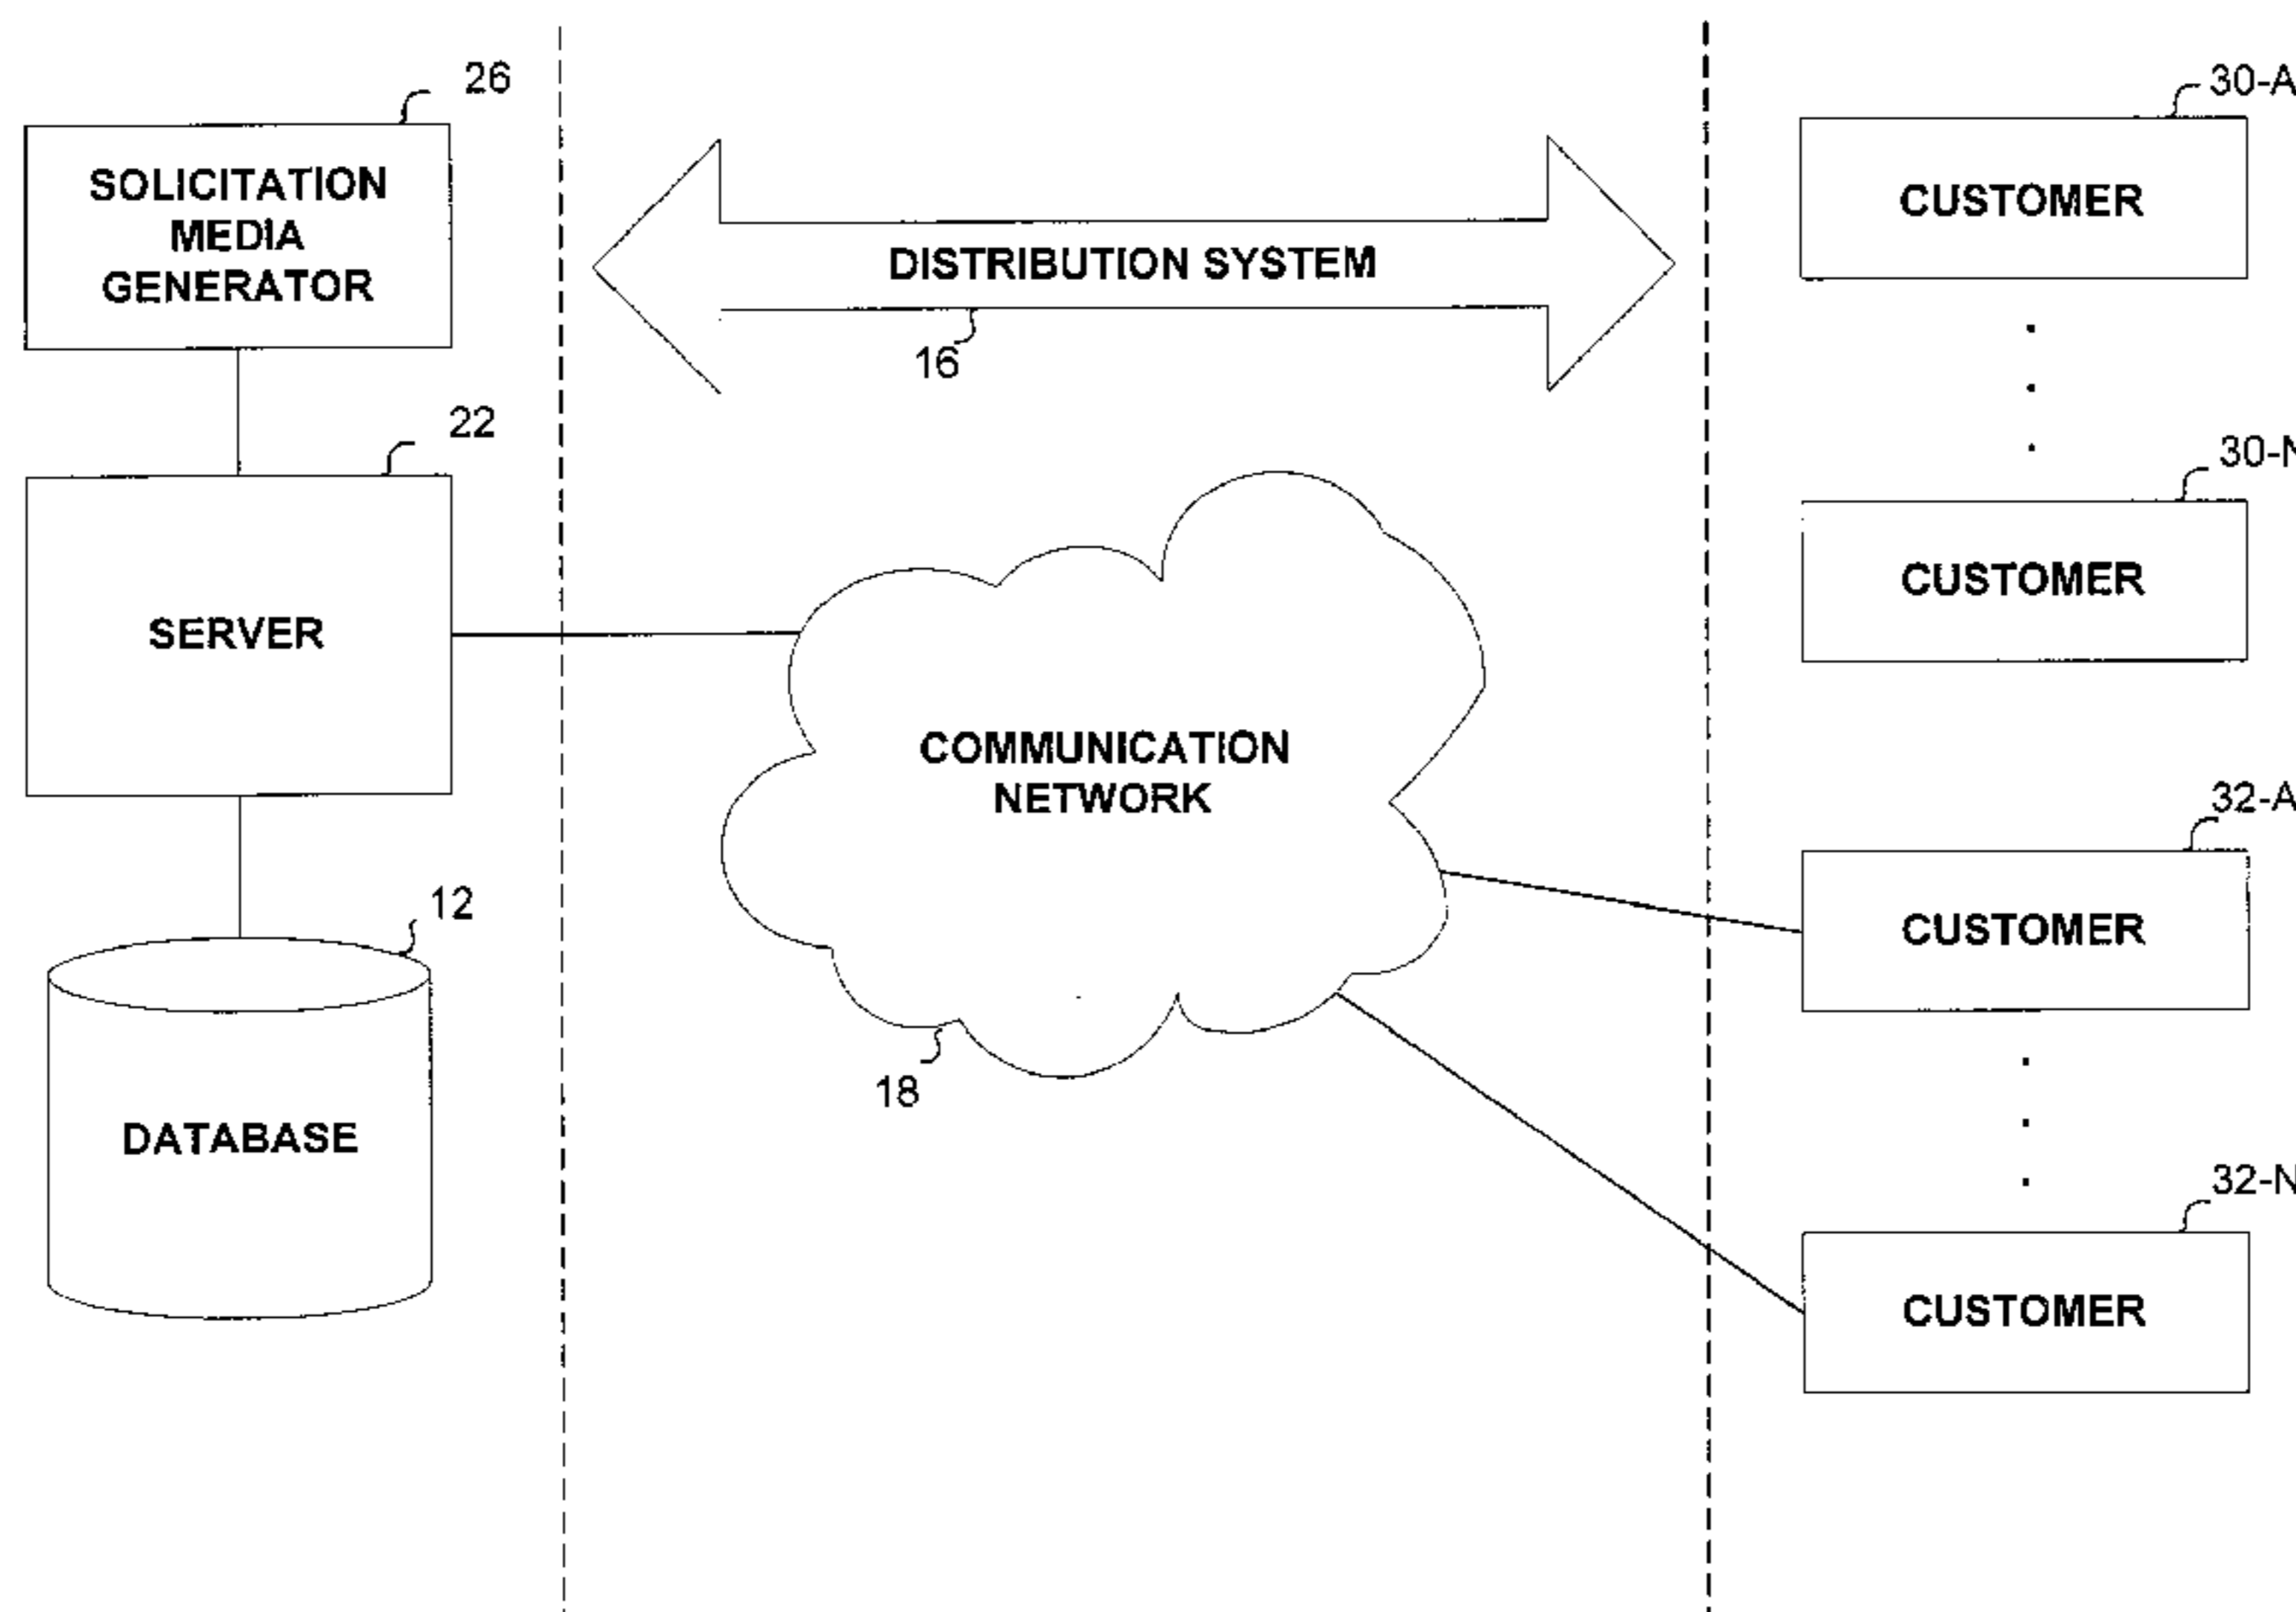 26
SOLICITATION
MEDIA
GENERATOR
22
SERVER
12
DATABASE
DISTRIBUTION SYSTEM
16
COMMUNICATION
NETWORK
18
30-A
CUSTOMER
30-N
CUSTOMER
32-A
CUSTOMER
32-N
CUSTOMER